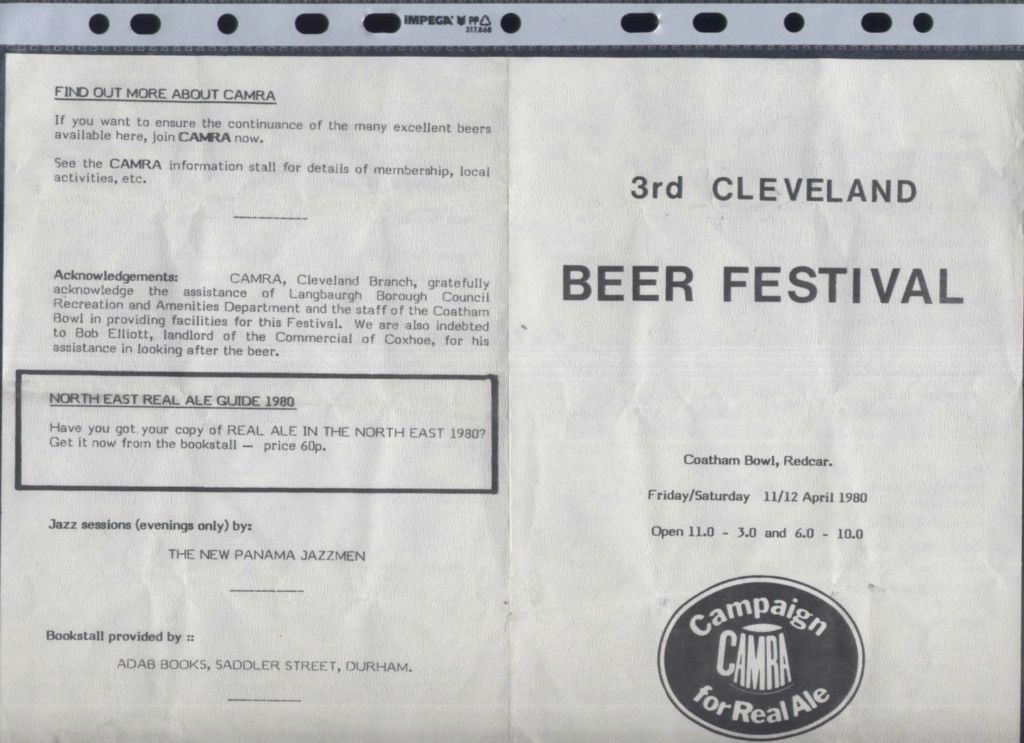 IMPEGA PP
317.868
FIND OUT MORE ABOUT CAMRA
If you want to ensure the continuance of the many excellent beers
available here, join CAMRA now.
See the CAMRA information stall for details of membership, local
activities, etc.
Acknowledgements: CAMRA, Cleveland Branch, gratefully
acknowledge the assistance of Langbaurgh Borough Council
Recreation and Amenities Department and the staff of the Coatham
Bowl in providing facilities for this Festival. We are also indebted
to Bob Elliott, landlord of the Commercial of Coxhoe, for his
assistance in looking after the beer.
NORTH EAST REAL ALE GUIDE 1980
Have you got your copy of REAL ALE IN THE NORTH EAST 1980?
Get it now from the bookstall — price 60p.
Jazz sessions (evenings only) by:
THE NEW PANAMA JAZZMEN
Bookstall provided by ::
ADAB BOOKS, SADDLER STREET, DURHAM.
3rd CLEVELAND
BEER FESTIVAL
Coatham Bowl, Redcar.
Friday/Saturday 11/12 April 1980
Open 11.0 - 3.0 and 6.0 - 10.0
Campaign
CAMRA
for Real Ale